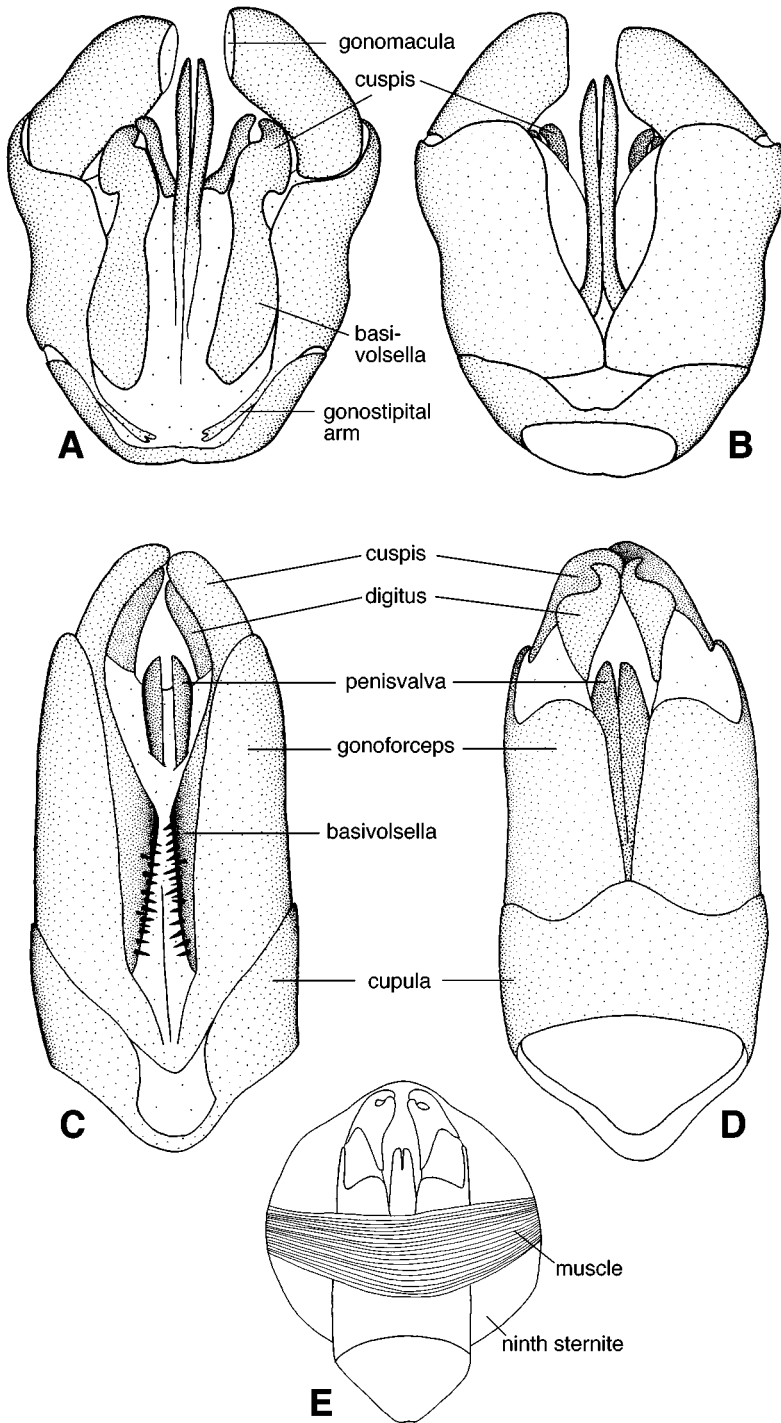 gonomacula
cuspis
basi-
volsella
gonostipital
arm
A
B
cuspis
digitus
penisvalva
gonoforceps
basivolsella
cupula
C
D
muscle
ninth sternite
E